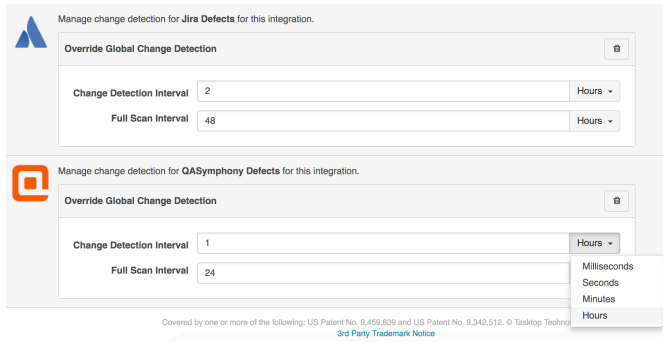 Manage change detection for Jira Defects for this integration.
Override Global Change Detection
Change Detection Interval 2 Hours
Full Scan Interval 48 Hours
Manage change detection for QASymphony Defects for this integration.
Override Global Change Detection
Change Detection Interval 1 Hours
Full Scan Interval 24
Milliseconds
Seconds
Minutes
Hours
Covered by one or more of the following: US Patent No. 9,459,839 and US Patent No. 9,342,512. © Tasktop
3rd Party Trademark Notice